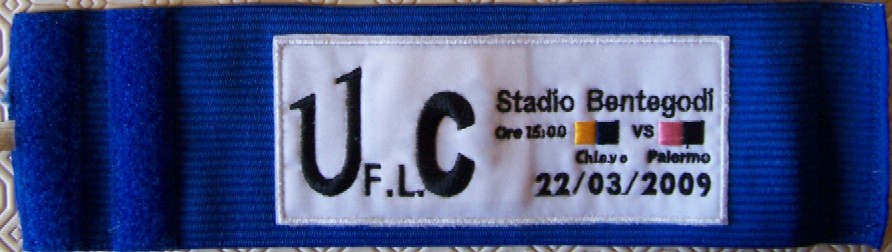 U F.L. C
Stadio Bentegodi
Ore 15:00 VS
Chievo Palermo
22/03/2009